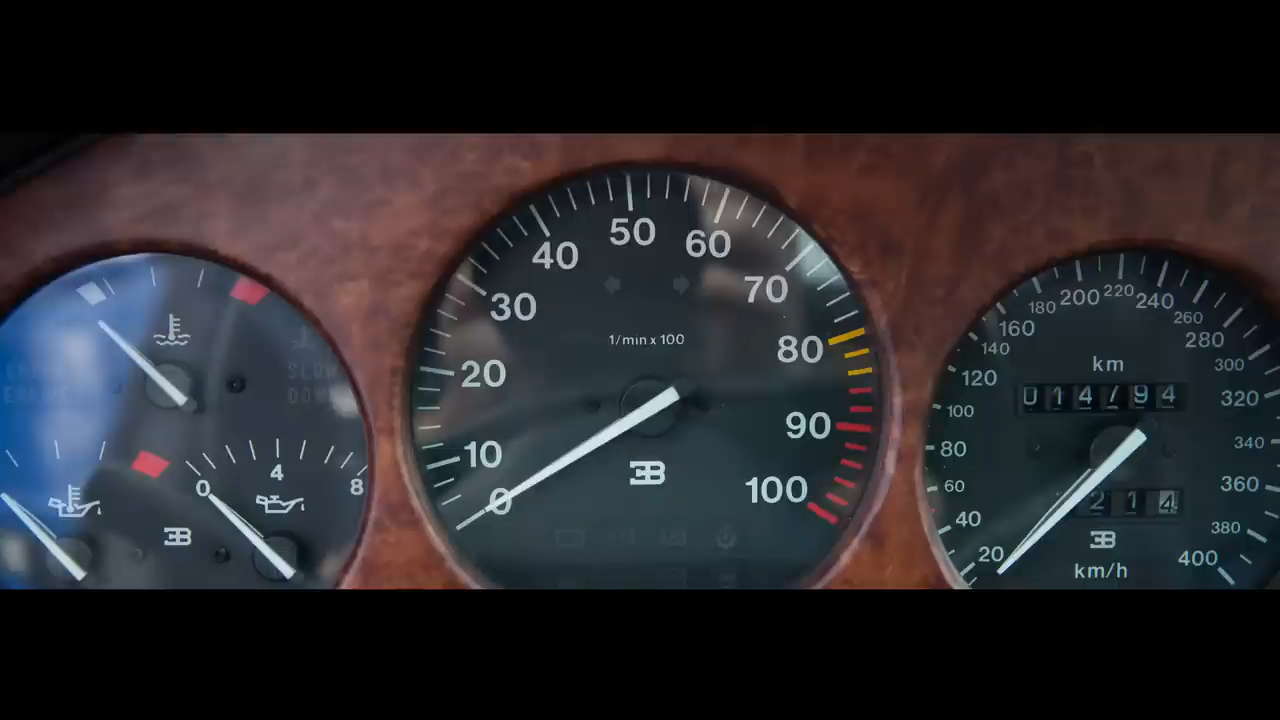 0 4 8
0 10 20 30 40 50 60 70 80 90 100
1/min x 100
20 40 60 80 100 120 140 160 180 200 220 240 260 280 300 320 340 360 380 400
km
014794
214
km/h
SLOW
DOWN